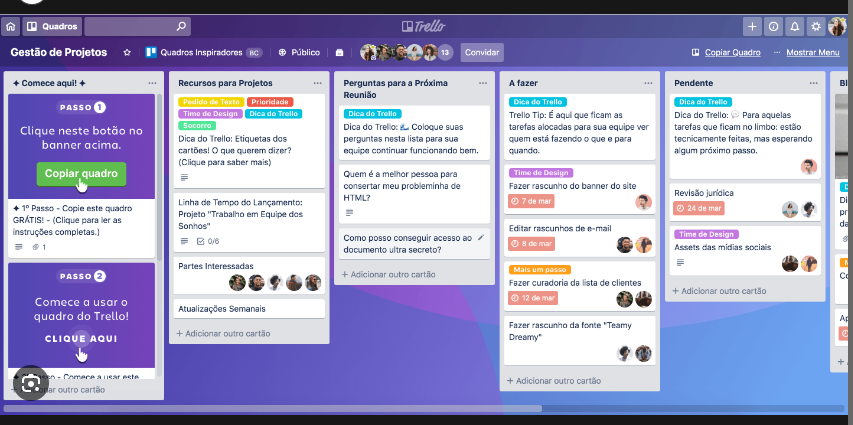 Quadros
Trello
Gestão de Projetos
Quadros Inspiradores BC
Público
13
Convidar
Copiar Quadro
Mostrar Menu
✦ Comece aqui! ✦
PASSO 1
Clique neste botão no
banner acima.
Copiar quadro
✦ 1º Passo - Copie este quadro
GRÁTIS! - (Clique para ler as
instruções completas.)
1
PASSO 2
Comece a usar o
quadro do Trello!
CLIQUE AQUI
Passo - Comece a usar este
outro cartão
Recursos para Projetos
Pedido de Texto
Prioridade
Time de Design
Dica do Trello
Socorro
Dica do Trello: Etiquetas dos
cartões! O que querem dizer?
(Clique para saber mais)
Linha de Tempo do Lançamento:
Projeto "Trabalho em Equipe dos
Sonhos"
0/6
Partes Interessadas
Atualizações Semanais
+ Adicionar outro cartão
Perguntas para a Próxima
Reunião
Dica do Trello
Dica do Trello: Coloque suas
perguntas nesta lista para sua
equipe continuar funcionando bem.
Quem é a melhor pessoa para
consertar meu probleminha de
HTML?
Como posso conseguir acesso ao
documento ultra secreto?
+ Adicionar outro cartão
A fazer
Dica do Trello
Trello Tip: É aqui que ficam as
tarefas alocadas para sua equipe ver
quem está fazendo o que e para
quando.
Time de Design
Fazer rascunho do banner do site
7 de mar
Editar rascunhos de e-mail
8 de mar
Mais um passo
Fazer curadoria da lista de clientes
12 de mar
Fazer rascunho da fonte "Teamy
Dreamy"
+ Adicionar outro cartão
Pendente
Dica do Trello
Dica do Trello: 💬 Para aquelas
tarefas que ficam no limbo: estão
tecnicamente feitas, mas esperando
algum próximo passo.
Revisão jurídica
24 de mar
Time de Design
Assets das mídias sociais
+ Adicionar outro cartão